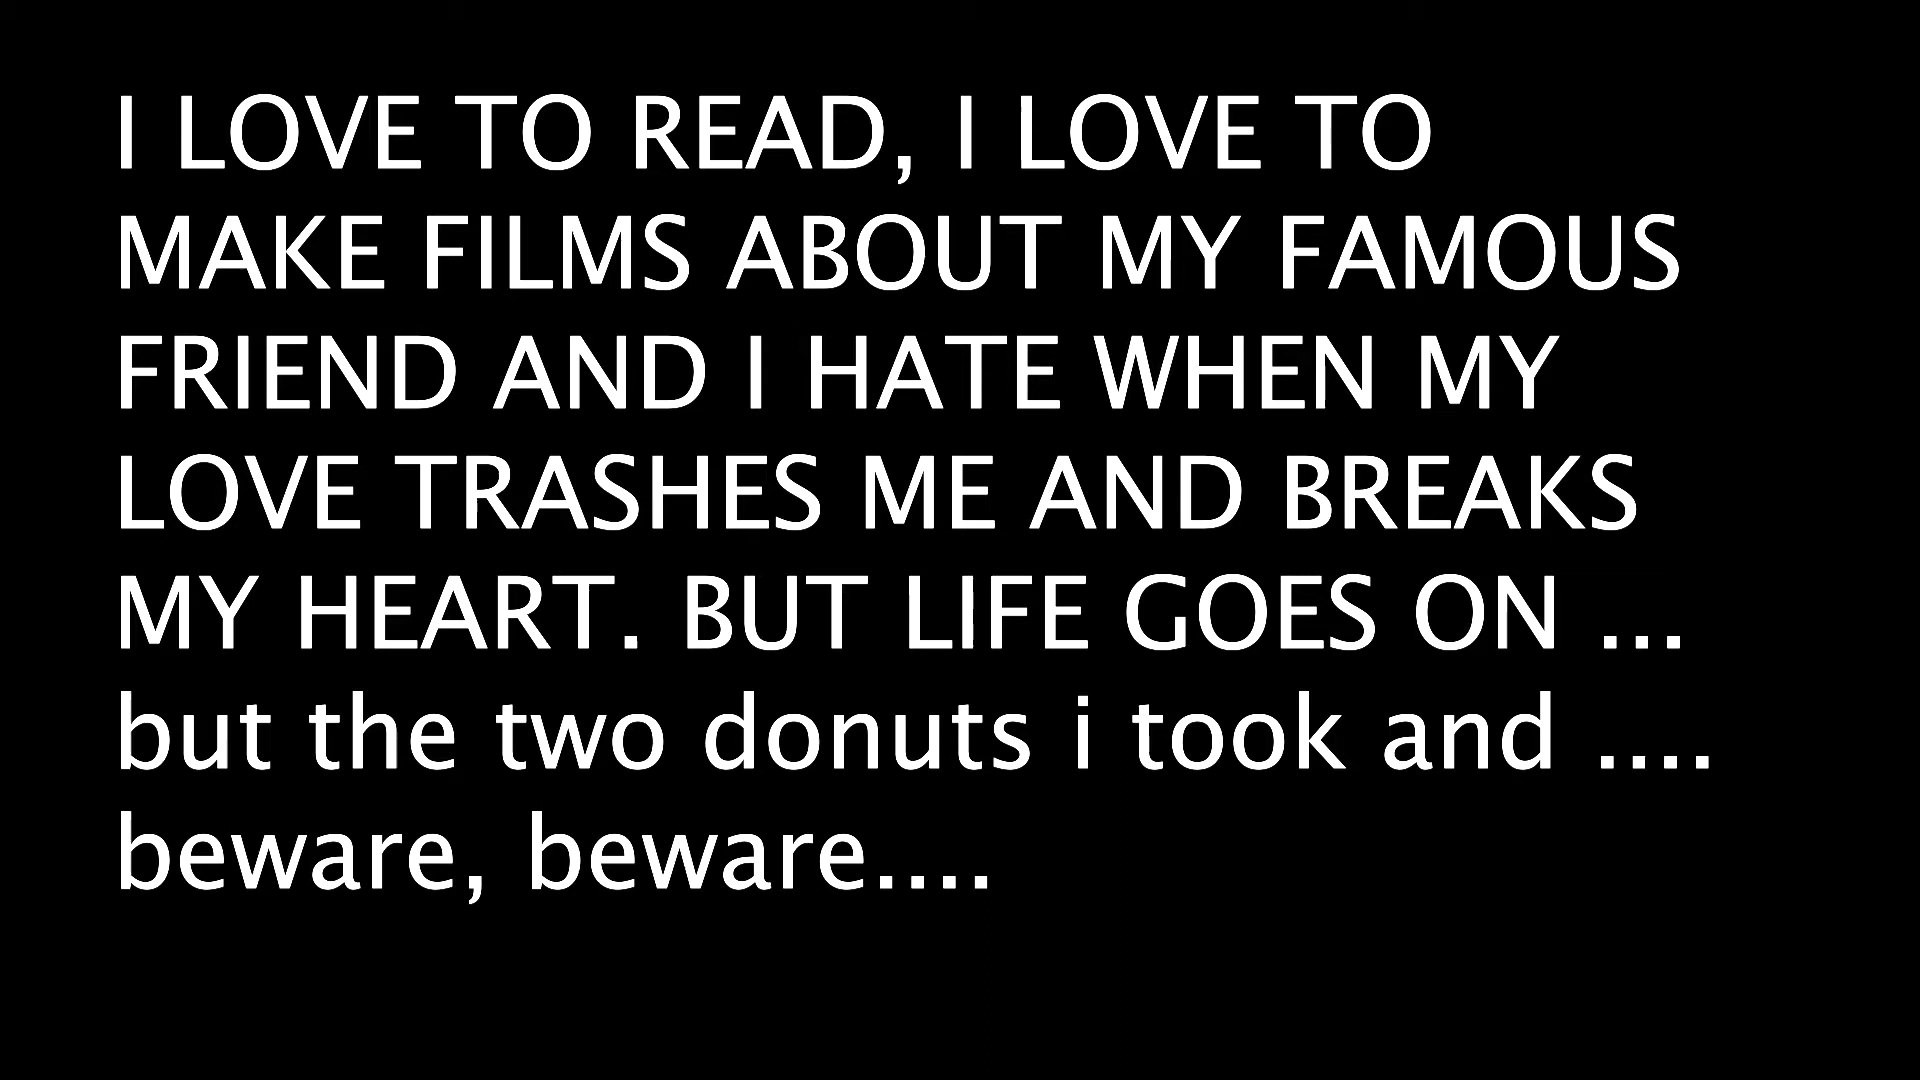 I LOVE TO READ, I LOVE TO
MAKE FILMS ABOUT MY FAMOUS
FRIEND AND I HATE WHEN MY
LOVE TRASHES ME AND BREAKS
MY HEART. BUT LIFE GOES ON ...
but the two donuts i took and ....
beware, beware....